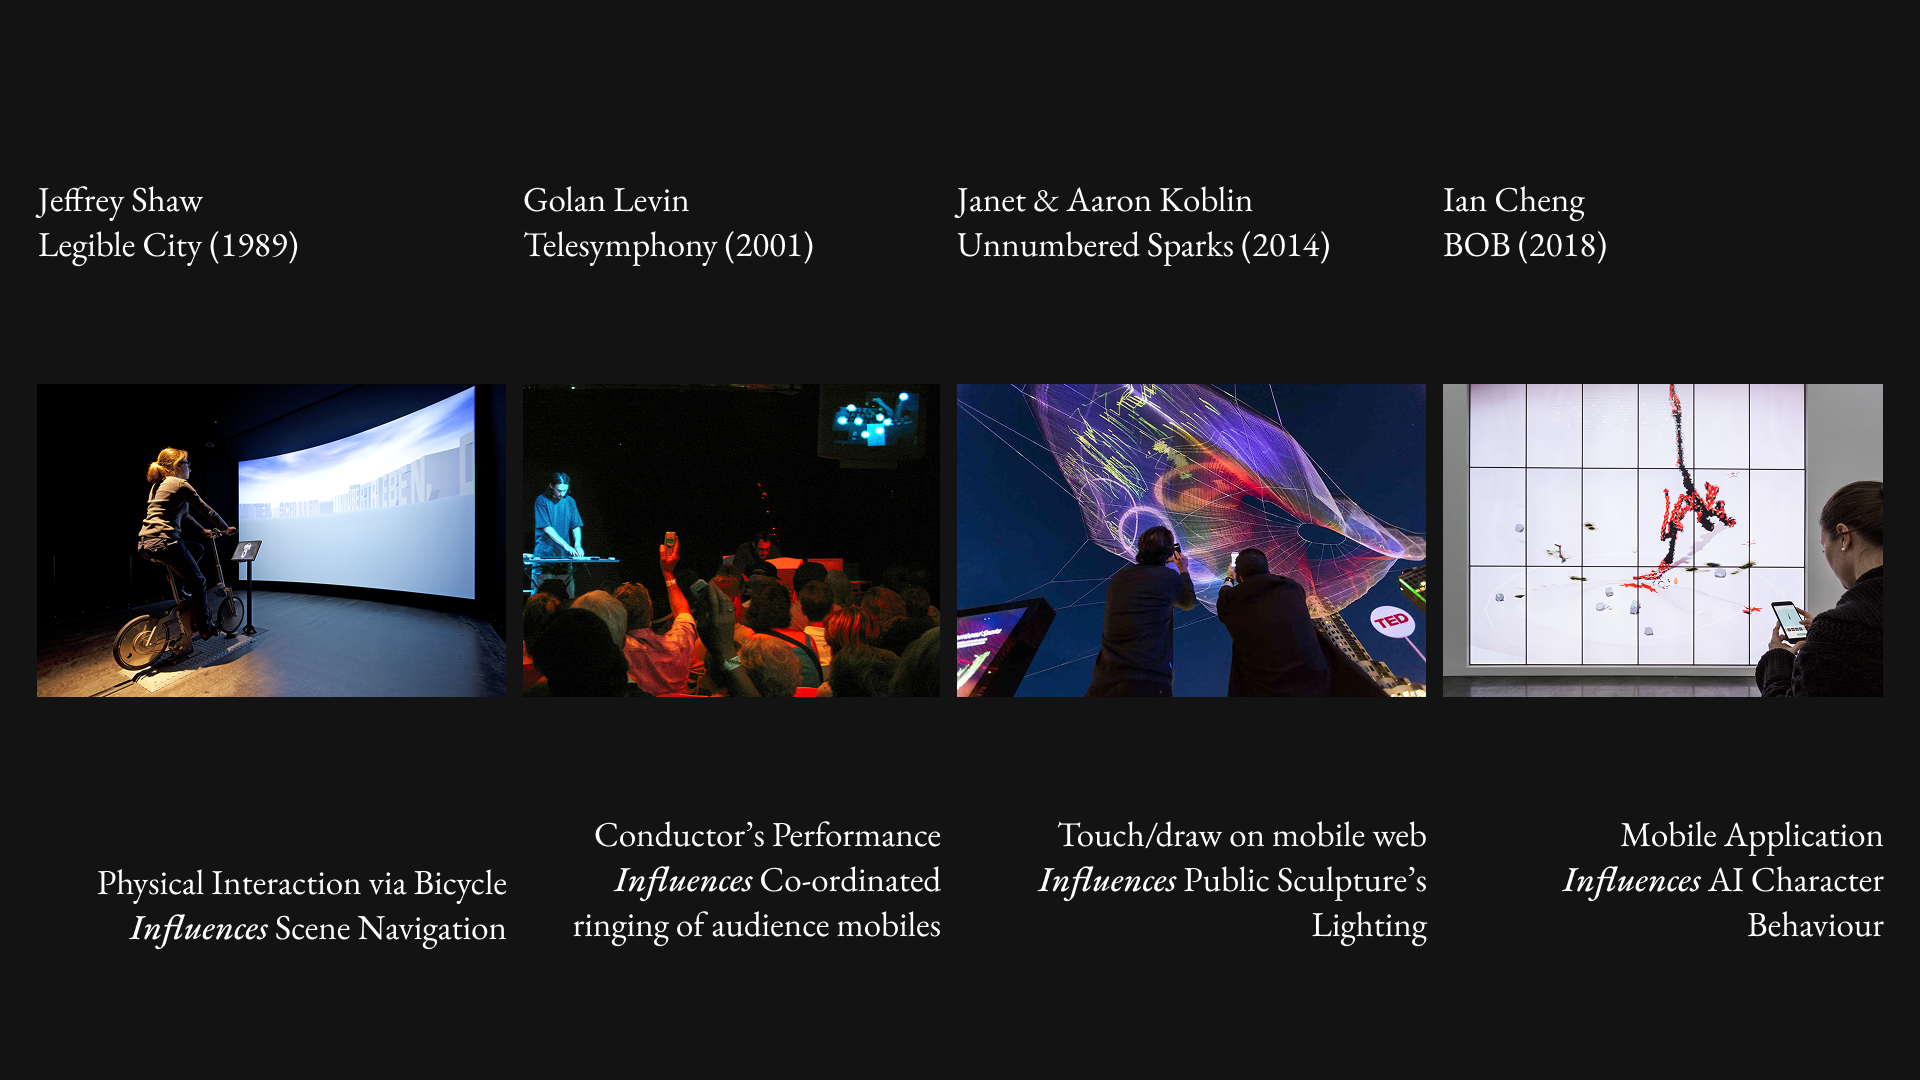 Jeffrey Shaw
Legible City (1989)
Golan Levin
Telesymphony (2001)
Janet & Aaron Koblin
Unnumbered Sparks (2014)
Ian Cheng
BOB (2018)
TED
Physical Interaction via Bicycle
Influences Scene Navigation
Conductor’s Performance
Influences Co-ordinated
ringing of audience mobiles
Touch/draw on mobile web
Influences Public Sculpture’s
Lighting
Mobile Application
Influences AI Character
Behaviour